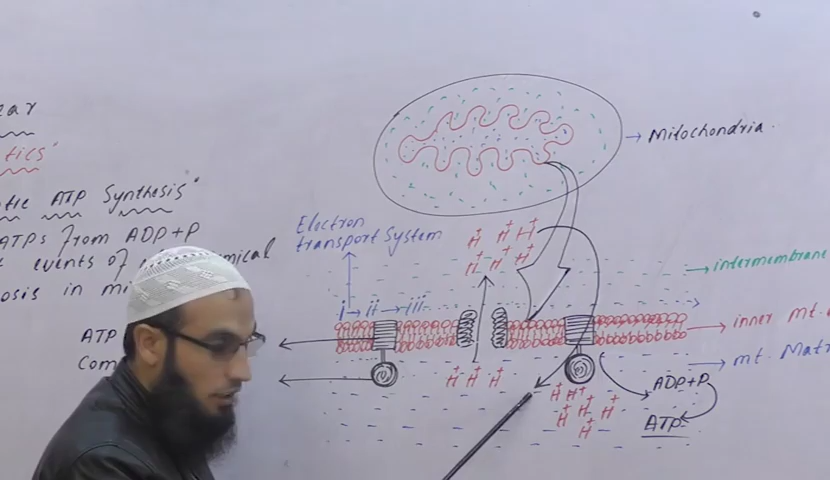 ear
tics"
tic ATP Synthesis"
ATPs from ADP+P
events of
mical
osis in mi
ATP
Com
Mitochondria.
Electron
transport System
i → ii → iii
H⁺ H⁺ H⁺
H⁺ H⁺ H⁺
intermembrane
inner mt.
mt. Matr
H⁺ H⁺ H⁺
H⁺ H⁺
H⁺ H⁺ H⁺
H⁺
ADP+P
ATP